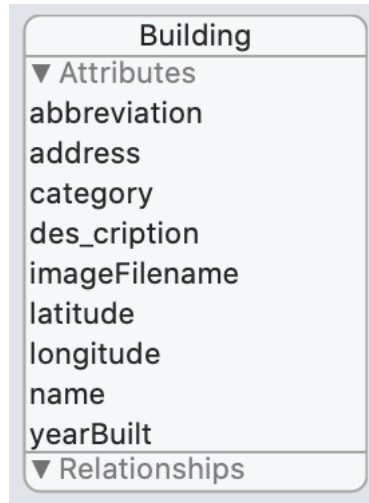 Building
▼ Attributes
abbreviation
address
category
des_cription
imageFilename
latitude
longitude
name
yearBuilt
▼ Relationships